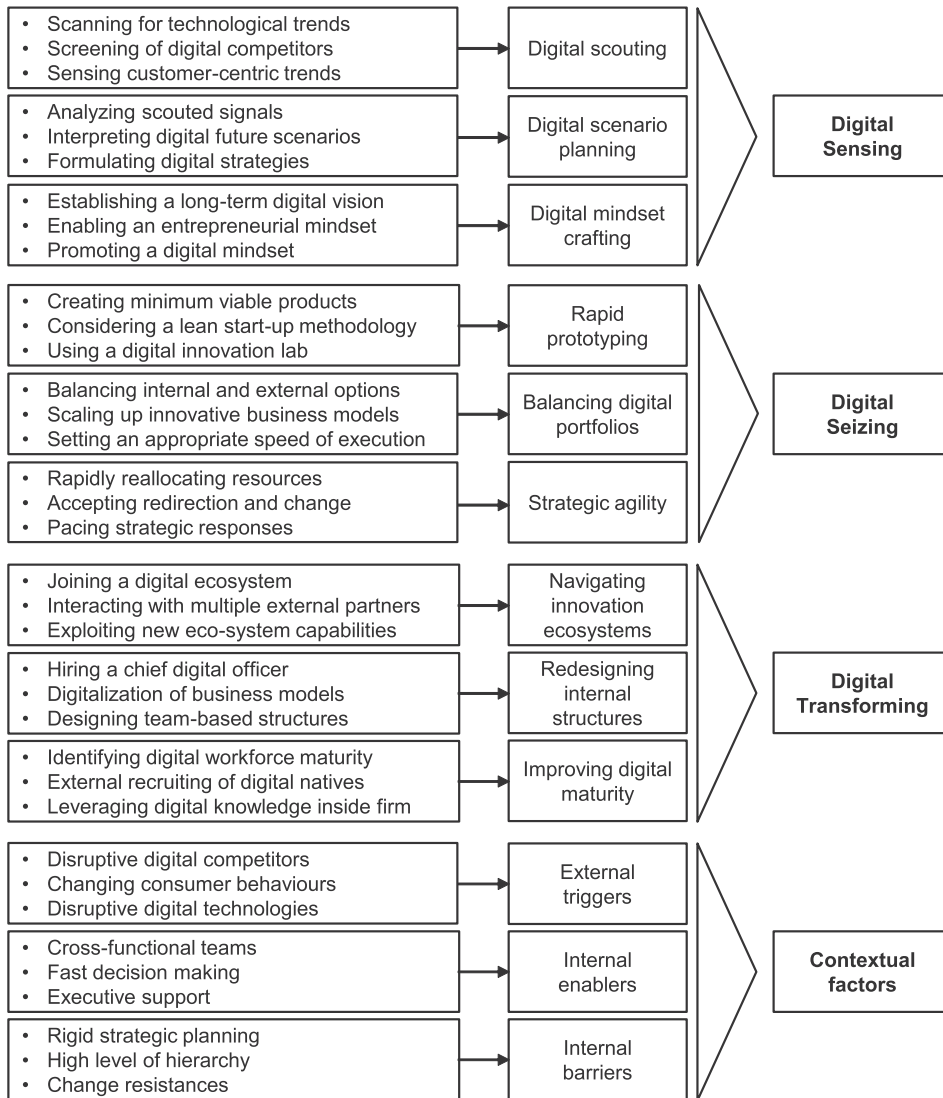 • Scanning for technological trends
• Screening of digital competitors
• Sensing customer-centric trends
Digital scouting
• Analyzing scouted signals
• Interpreting digital future scenarios
• Formulating digital strategies
Digital scenario
planning
• Establishing a long-term digital vision
• Enabling an entrepreneurial mindset
• Promoting a digital mindset
Digital mindset
crafting
Digital
Sensing
• Creating minimum viable products
• Considering a lean start-up methodology
• Using a digital innovation lab
Rapid
prototyping
• Balancing internal and external options
• Scaling up innovative business models
• Setting an appropriate speed of execution
Balancing digital
portfolios
• Rapidly reallocating resources
• Accepting redirection and change
• Pacing strategic responses
Strategic agility
Digital
Seizing
• Joining a digital ecosystem
• Interacting with multiple external partners
• Exploiting new eco-system capabilities
Navigating
innovation
ecosystems
• Hiring a chief digital officer
• Digitalization of business models
• Designing team-based structures
Redesigning
internal
structures
• Identifying digital workforce maturity
• External recruiting of digital natives
• Leveraging digital knowledge inside firm
Improving digital
maturity
Digital
Transforming
• Disruptive digital competitors
• Changing consumer behaviours
• Disruptive digital technologies
External
triggers
• Cross-functional teams
• Fast decision making
• Executive support
Internal
enablers
• Rigid strategic planning
• High level of hierarchy
• Change resistances
Internal
barriers
Contextual
factors